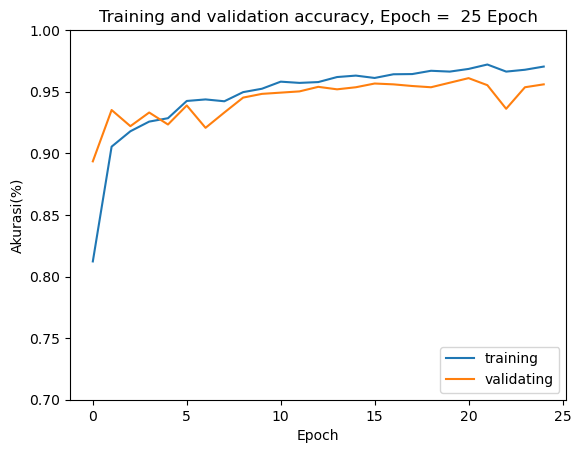 Training and validation accuracy, Epoch =  25 Epoch
1.00
0.95
0.90
0.85
0.80
0.75
0.70
Akurasi(%)
0 5 10 15 20 25
Epoch
training
validating